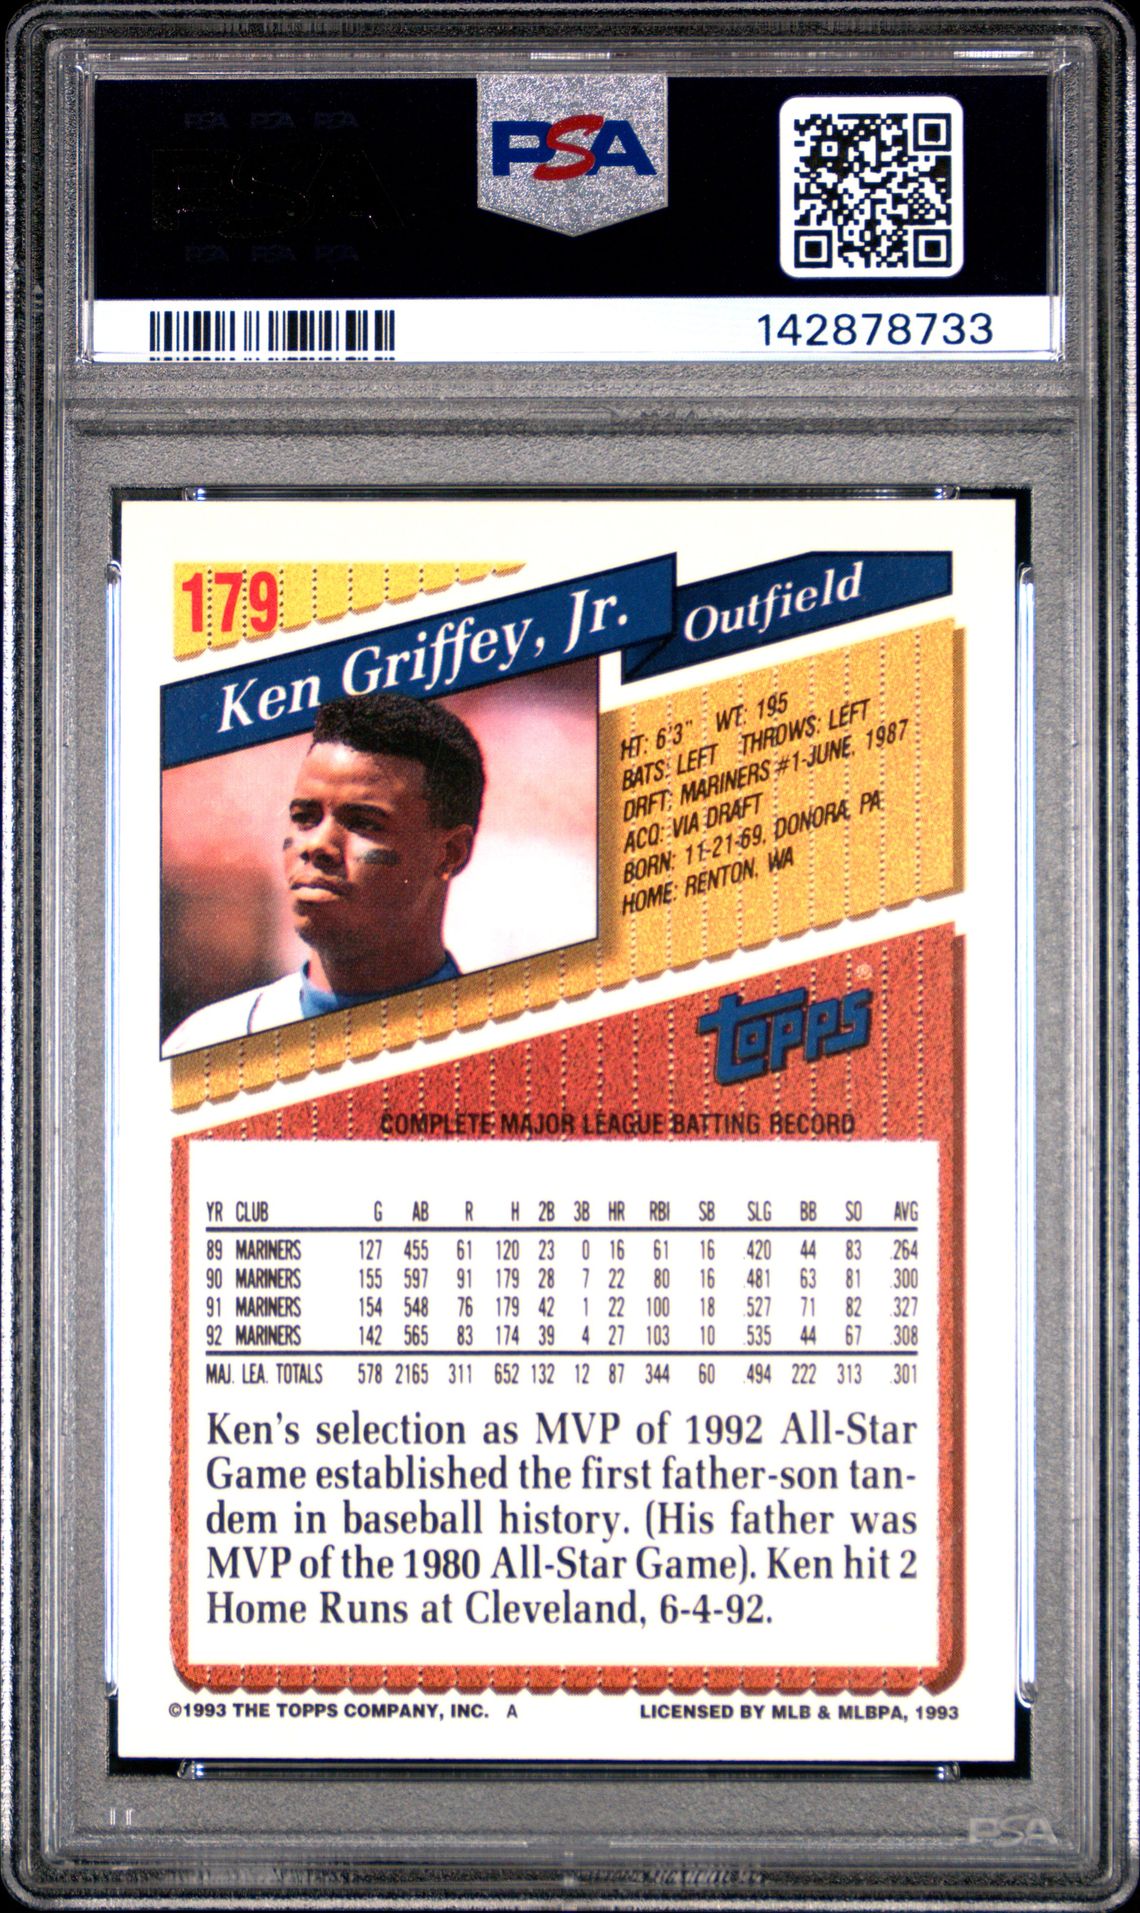 PSA PSA PSA
PSA
PSA PSA PSA
PSA
142878733
179
Ken Griffey, Jr.
Outfield
HT: 6'3" WT: 195
BATS: LEFT THROWS: LEFT
DRFT: MARINERS #1-JUNE, 1987
ACQ: VIA DRAFT
BORN: 11-21-69, DONORA, PA
HOME: RENTON, WA
topps
COMPLETE MAJOR LEAGUE BATTING RECORD
YR CLUB G AB R H 2B 3B HR RBI SB SLG BB SO AVG
89 MARINERS 127 455 61 120 23 0 16 61 16 .420 44 83 .264
90 MARINERS 155 597 91 179 28 7 22 80 16 .481 63 81 .300
91 MARINERS 154 548 76 179 42 1 22 100 18 .527 71 82 .327
92 MARINERS 142 565 83 174 39 4 27 103 10 .535 44 67 .308
MAJ. LEA. TOTALS 578 2165 311 652 132 12 87 344 60 .494 222 313 .301
Ken's selection as MVP of 1992 All-Star
Game established the first father-son tan-
dem in baseball history. (His father was
MVP of the 1980 All-Star Game). Ken hit 2
Home Runs at Cleveland, 6-4-92.
©1993 THE TOPPS COMPANY, INC. A
LICENSED BY MLB & MLBPA, 1993
PSA